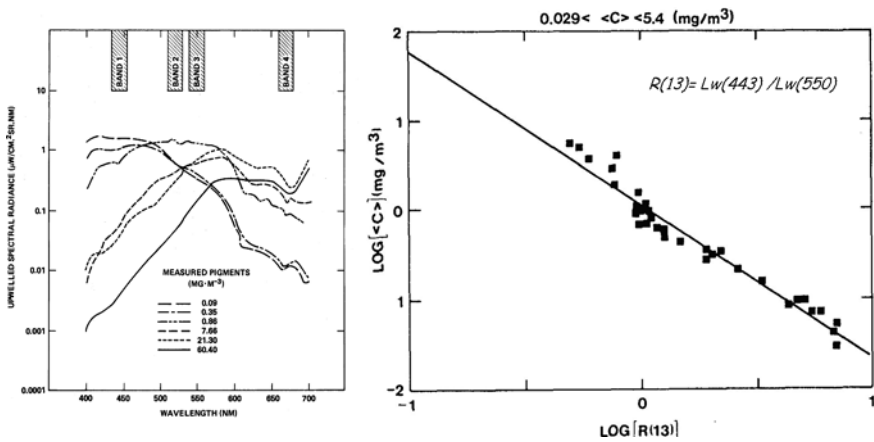 BAND 1
BAND 2
BAND 3
BAND 4
UPWELLED SPECTRAL RADIANCE (μW/CM.²SR.NM)
10
1
0.1
0.01
0.001
0.0001
MEASURED PIGMENTS
(MG·M⁻³)
0.09
0.35
0.86
7.66
21.30
60.40
400 450 500 550 600 650 700
WAVELENGTH (NM)
0.029< <C> <5.4 (mg/m³)
R(13)= Lw(443) /Lw(550)
LOG[<C>](mg /m³)
2
1
0
1
−2
−1 0 1
LOG[R(13)]